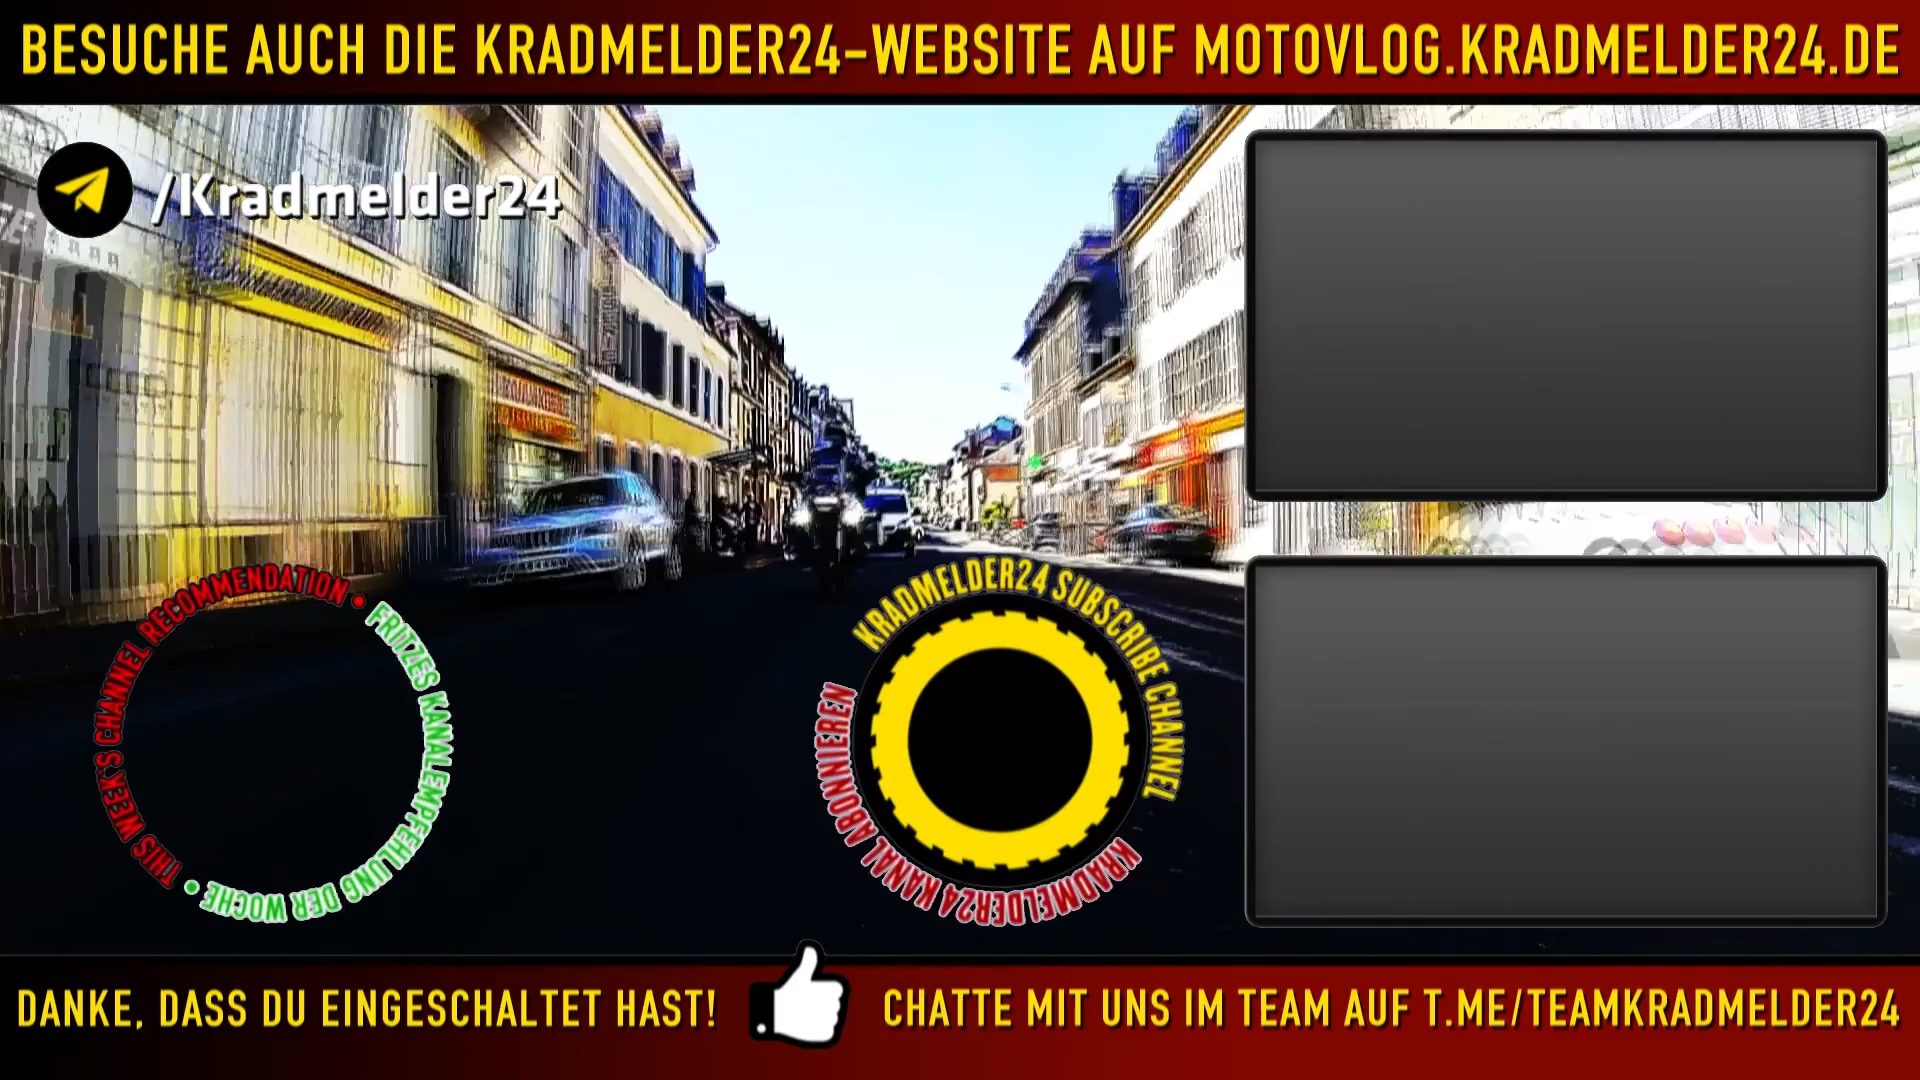 BESUCHE AUCH DIE KRADMELDER24-WEBSITE AUF MOTOVLOG.KRADMELDER24.DE
/Kradmelder24
THIS WEEK'S CHANNEL RECOMMENDATION •
FRITZES KANALEMPFEHLUNG DER WOCHE •
KRADMELDER24 SUBSCRIBE CHANNEL
KRADMELDER24 KANAL ABONNIEREN
DANKE, DASS DU EINGESCHALTET HAST!
CHATTE MIT UNS IM TEAM AUF T.ME/TEAMKRADMELDER24